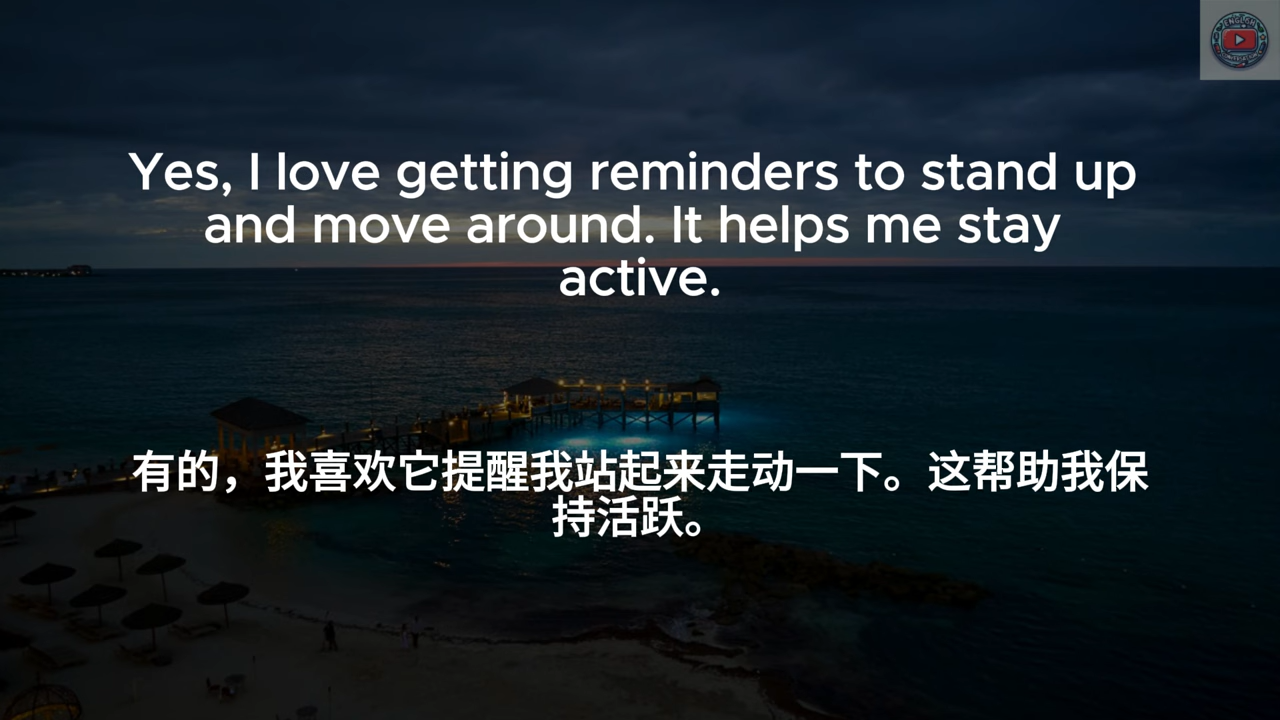 Yes, I love getting reminders to stand up
and move around. It helps me stay
active.
有的，我喜欢它提醒我站起来走动一下。这帮助我保
持活跃。